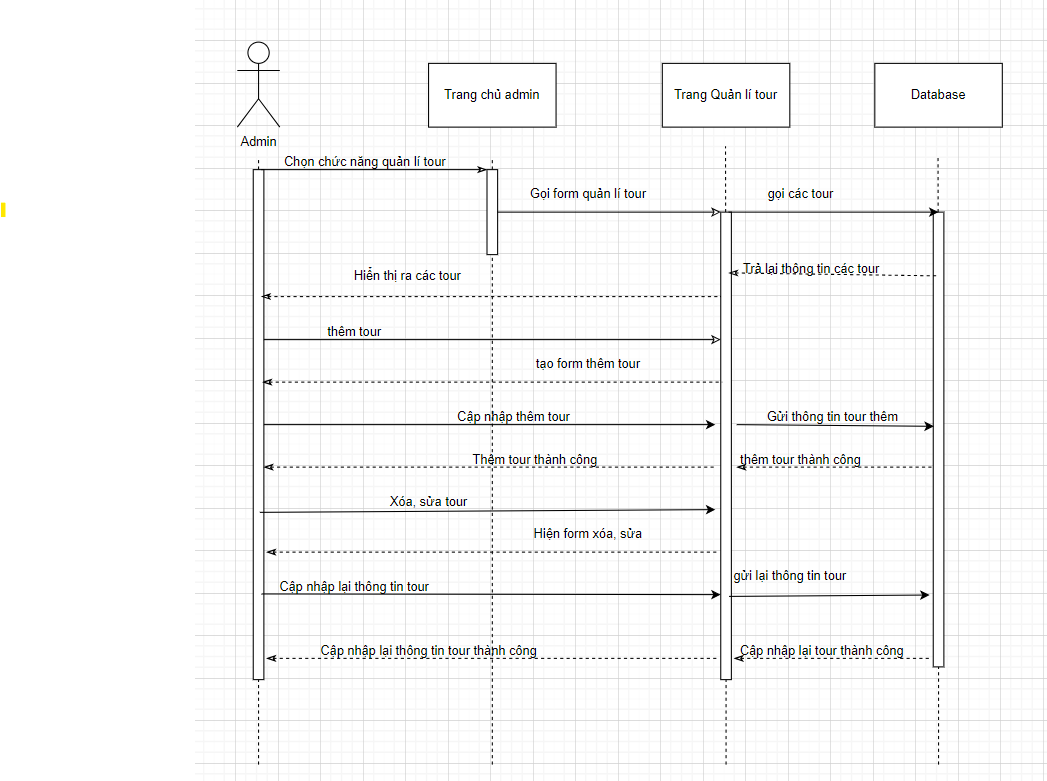 Trang chủ admin
Trang Quản lí tour
Database
Admin
Chọn chức năng quản lí tour
Gọi form quản lí tour
gọi các tour
Trả lại thông tin các tour
Hiển thị ra các tour
thêm tour
tạo form thêm tour
Cập nhập thêm tour
Gửi thông tin tour thêm
Thêm tour thành công
thêm tour thành công
Xóa, sửa tour
Hiện form xóa, sửa
gửi lại thông tin tour
Cập nhập lại thông tin tour
Cập nhập lại thông tin tour thành công
Cập nhập lại tour thành công